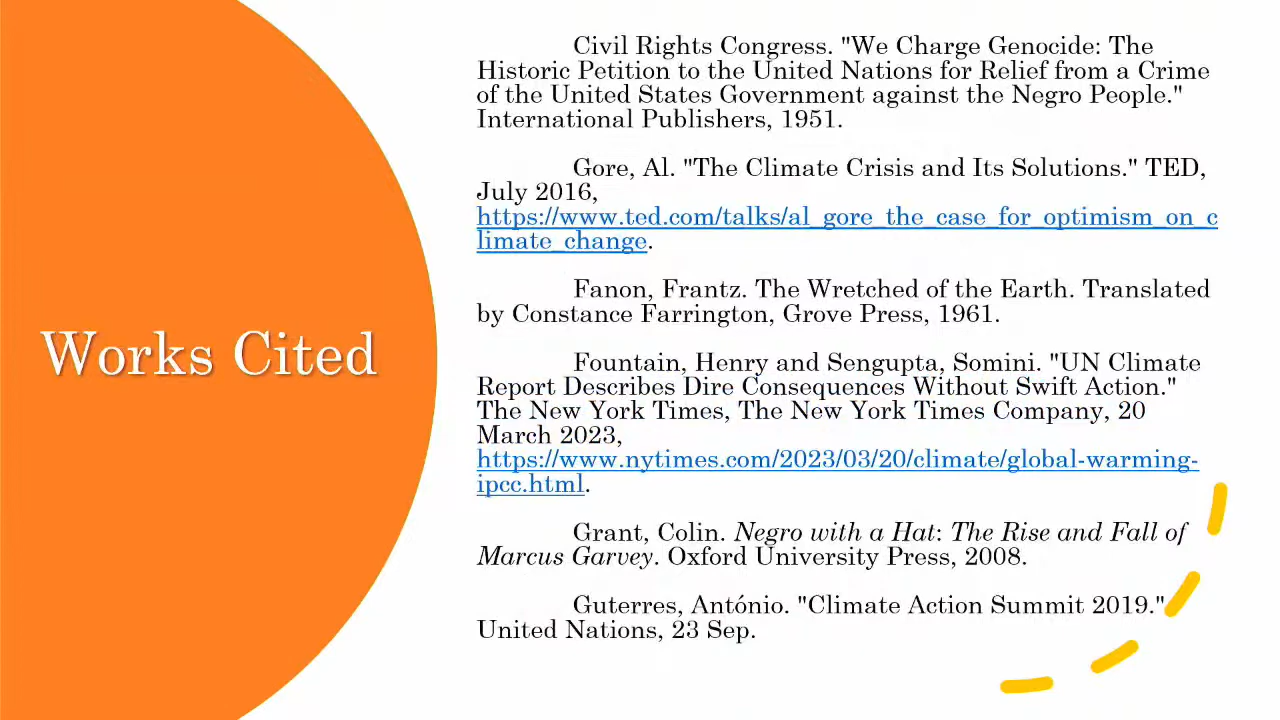 Works Cited
Civil Rights Congress. "We Charge Genocide: The
Historic Petition to the United Nations for Relief from a Crime
of the United States Government against the Negro People."
International Publishers, 1951.
Gore, Al. "The Climate Crisis and Its Solutions." TED,
July 2016,
https://www.ted.com/talks/al_gore_the_case_for_optimism_on_c
limate_change.
Fanon, Frantz. The Wretched of the Earth. Translated
by Constance Farrington, Grove Press, 1961.
Fountain, Henry and Sengupta, Somini. "UN Climate
Report Describes Dire Consequences Without Swift Action."
The New York Times, The New York Times Company, 20
March 2023,
https://www.nytimes.com/2023/03/20/climate/global-warming-
ipcc.html.
Grant, Colin. Negro with a Hat: The Rise and Fall of
Marcus Garvey. Oxford University Press, 2008.
Guterres, António. "Climate Action Summit 2019."
United Nations, 23 Sep.